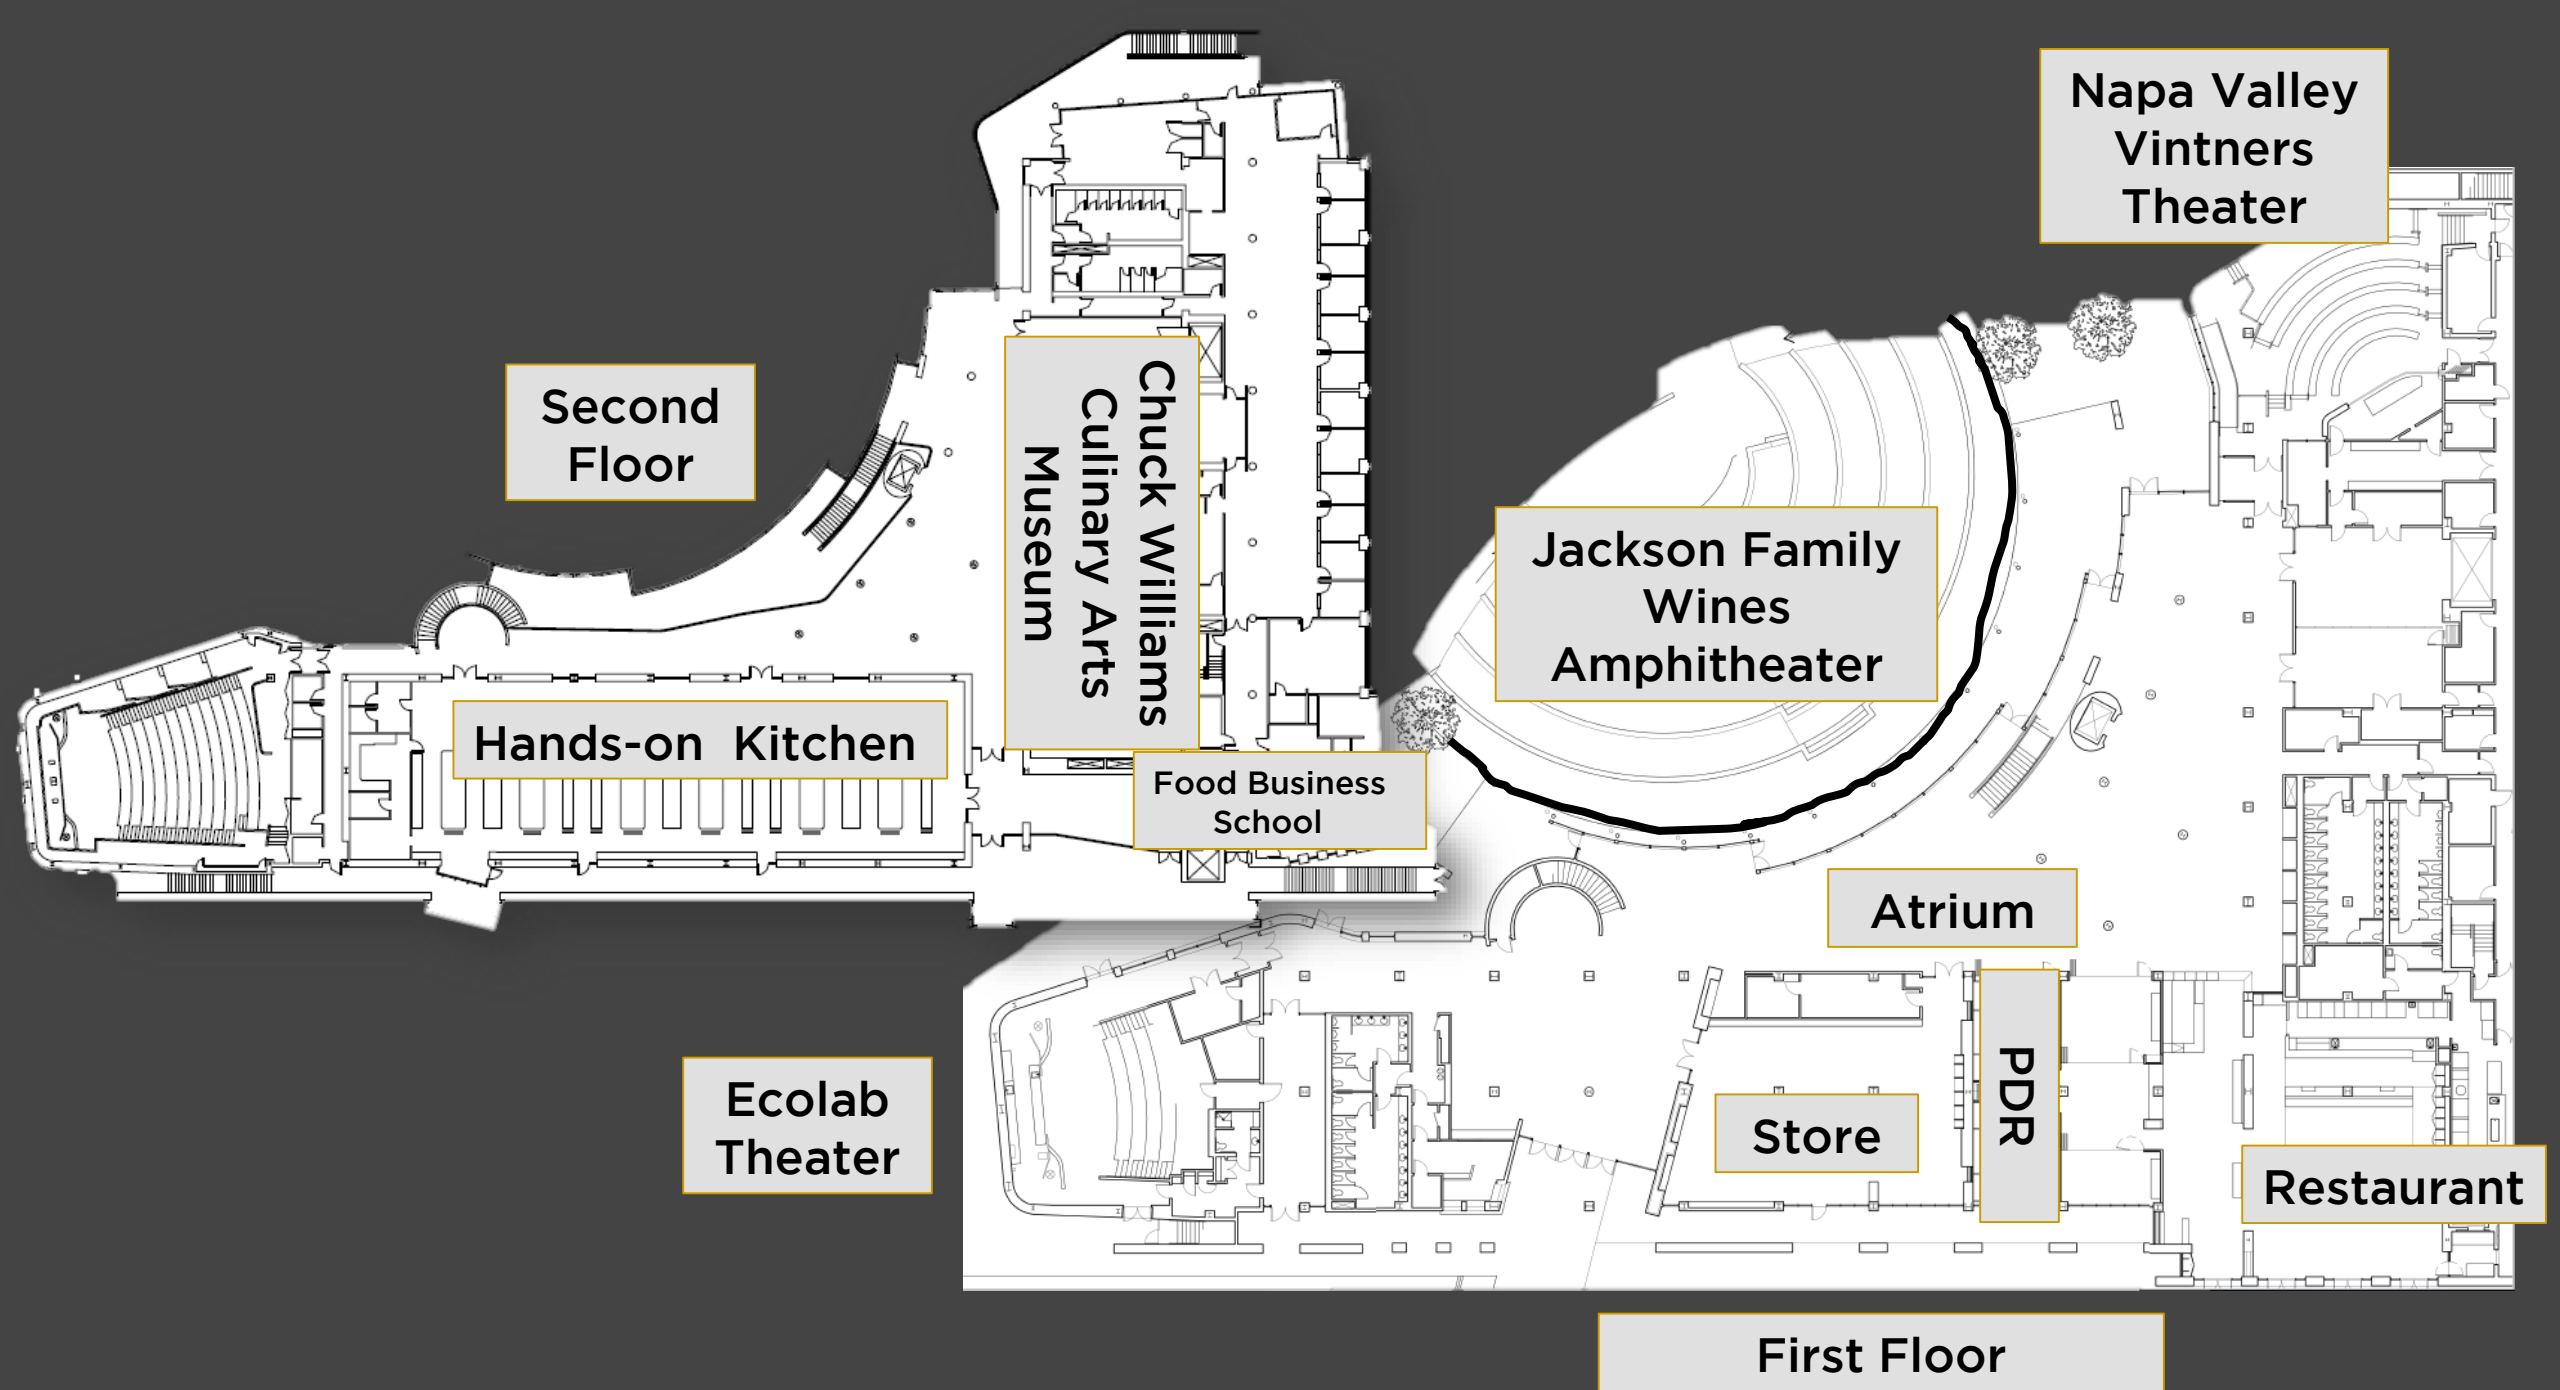 Napa Valley
Vintners
Theater
Second
Floor
Chuck Williams
Culinary Arts
Museum
Jackson Family
Wines
Amphitheater
Hands-on Kitchen
Food Business
School
Atrium
Ecolab
Theater
Store
PDR
Restaurant
First Floor